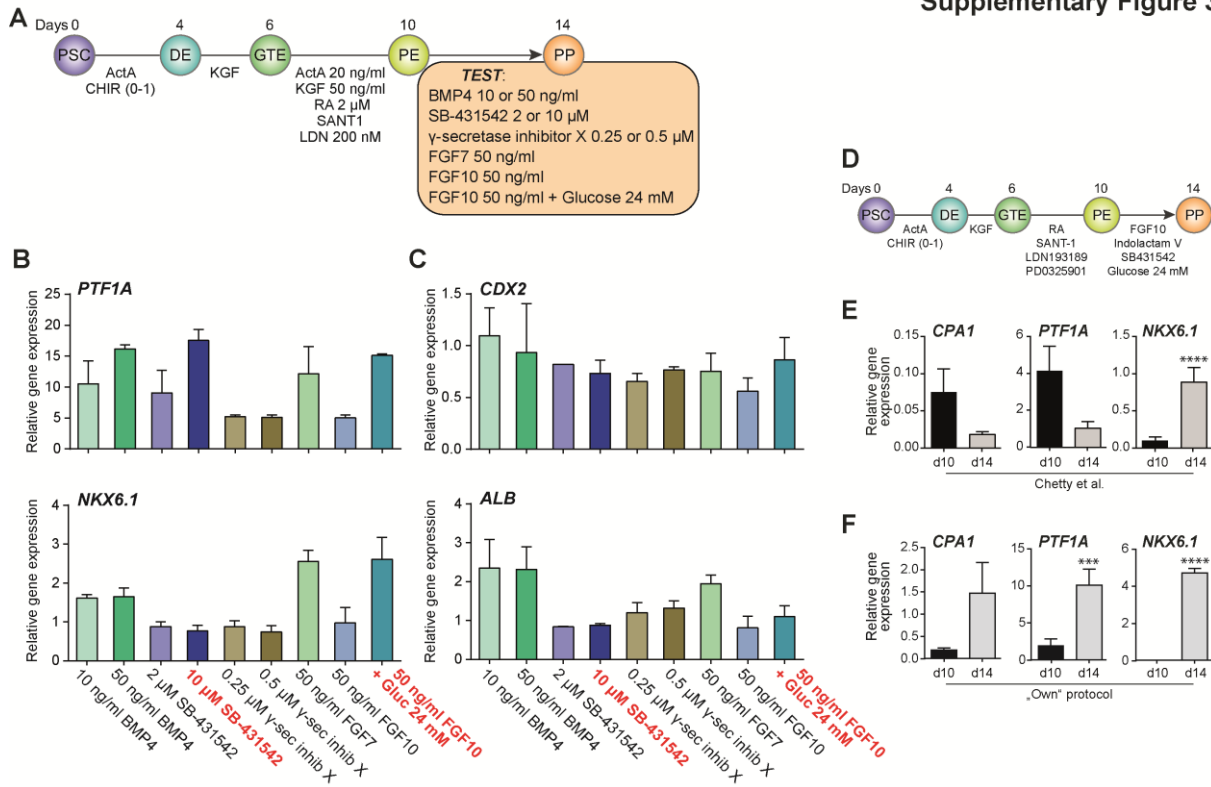 Supplementary Figure 3
A
Days 0 4 6 10 14
PSC DE GTE PE PP
ActA
CHIR (0-1)
KGF
ActA 20 ng/ml
KGF 50 ng/ml
RA 2 µM
SANT1
LDN 200 nM
TEST:
BMP4 10 or 50 ng/ml
SB-431542 2 or 10 µM
γ-secretase inhibitor X 0.25 or 0.5 µM
FGF7 50 ng/ml
FGF10 50 ng/ml
FGF10 50 ng/ml + Glucose 24 mM
B
PTF1A
Relative gene expression
25
20
15
10
5
0
NKX6.1
Relative gene expression
4
3
2
1
0
10 ng/ml BMP4
50 ng/ml BMP4
2 µM SB-431542
10 µM SB-431542
0.25 µM γ-sec inhib X
0.5 µM γ-sec inhib X
50 ng/ml FGF7
50 ng/ml FGF10
50 ng/ml FGF10
+ Gluc 24 mM
C
CDX2
Relative gene expression
1.5
1.0
0.5
0.0
ALB
Relative gene expression
4
3
2
1
0
10 ng/ml BMP4
50 ng/ml BMP4
2 µM SB-431542
10 µM SB-431542
0.25 µM γ-sec inhib X
0.5 µM γ-sec inhib X
50 ng/ml FGF7
50 ng/ml FGF10
50 ng/ml FGF10
+ Gluc 24 mM
D
Days 0 4 6 10 14
PSC DE GTE PE PP
ActA
CHIR (0-1)
KGF
RA
SANT-1
LDN193189
PD0325901
FGF10
Indolactam V
SB431542
Glucose 24 mM
E
CPA1
Relative gene
expression
0.15
0.10
0.05
0.00
d10 d14
PTF1A
6
4
2
0
d10 d14
NKX6.1
1.5
1.0
0.5
0.0
****
d10 d14
Chetty et al.
F
CPA1
Relative gene
expression
2.5
2.0
1.5
1.0
0.5
0.0
d10 d14
PTF1A
15
10
5
0
***
d10 d14
NKX6.1
6
4
2
0
****
d10 d14
„Own“ protocol